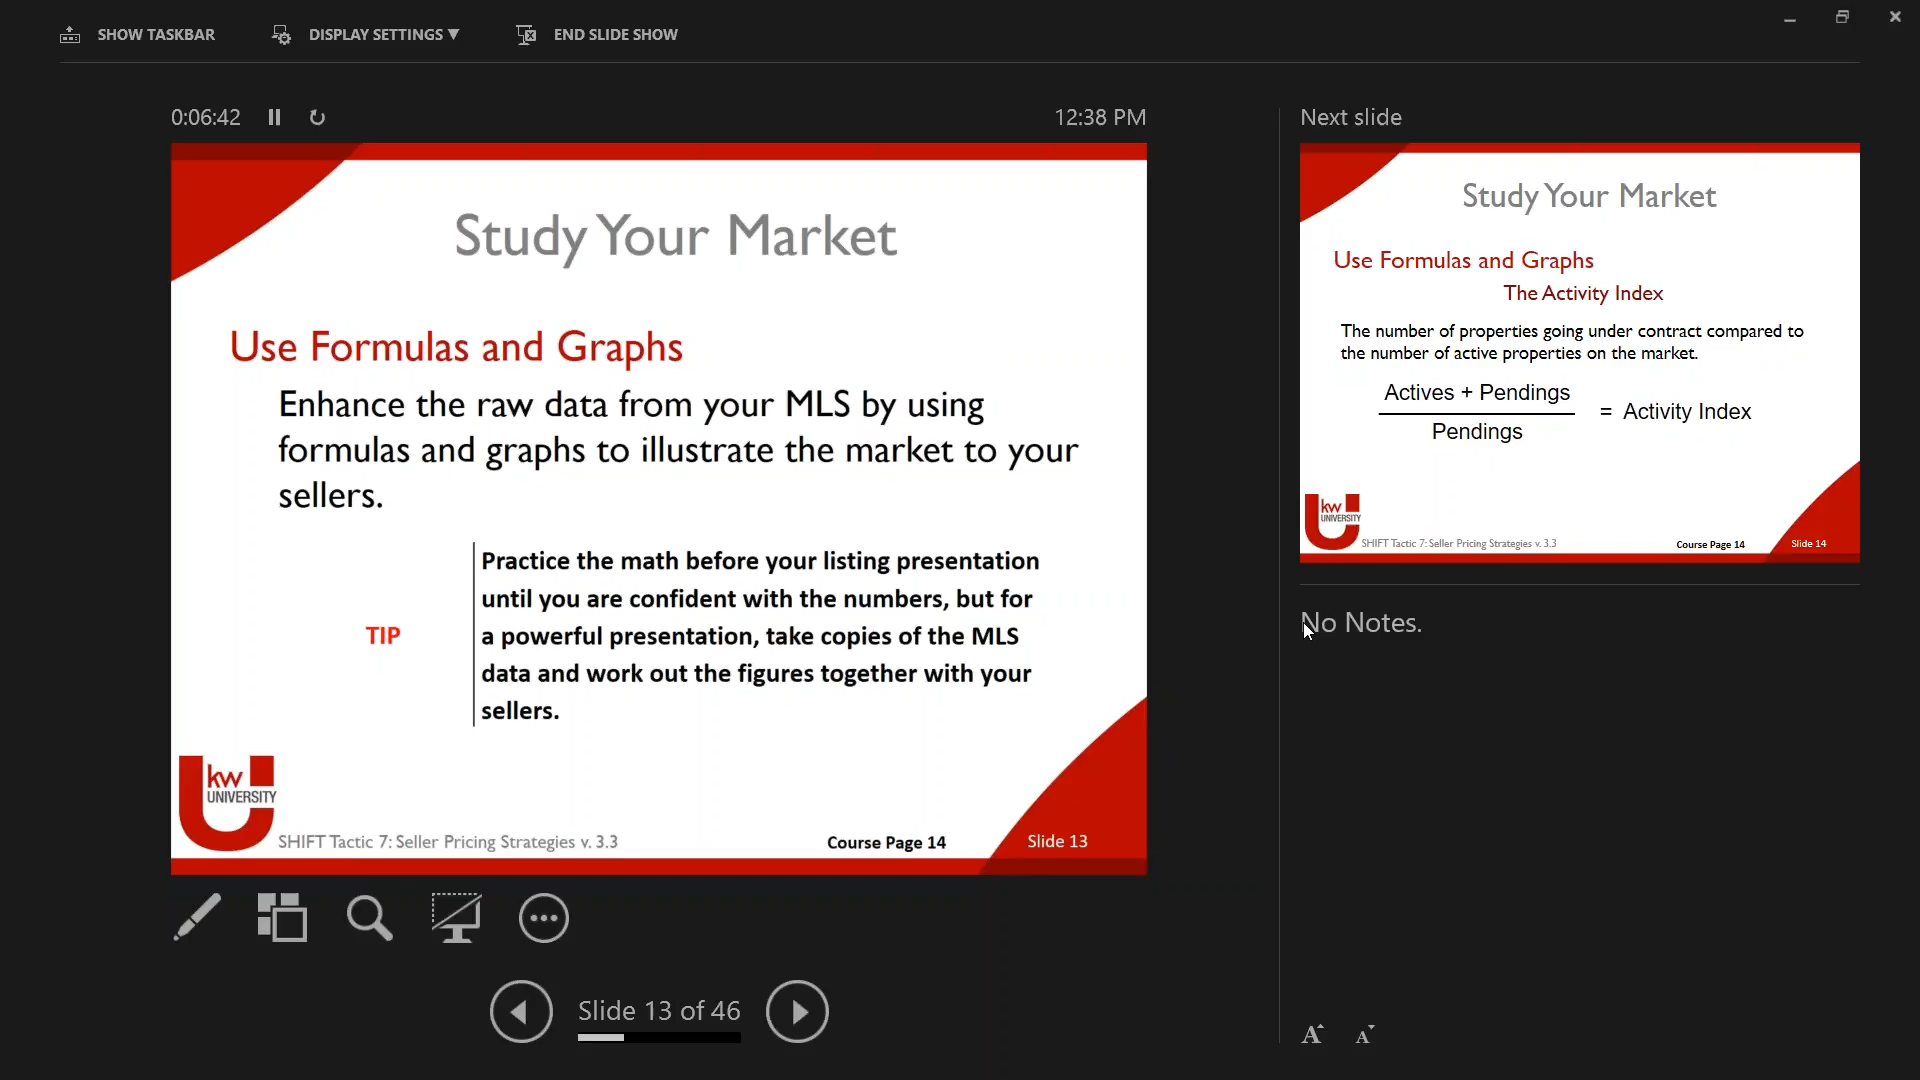 SHOW TASKBAR
DISPLAY SETTINGS ▼
END SLIDE SHOW
0:06:42
12:38 PM
Study Your Market
Use Formulas and Graphs
Enhance the raw data from your MLS by using
formulas and graphs to illustrate the market to your
sellers.
TIP
Practice the math before your listing presentation
until you are confident with the numbers, but for
a powerful presentation, take copies of the MLS
data and work out the figures together with your
sellers.
kw
UNIVERSITY
SHIFT Tactic 7: Seller Pricing Strategies v. 3.3
Course Page 14
Slide 13
Slide 13 of 46
Next slide
Study Your Market
Use Formulas and Graphs
The Activity Index
The number of properties going under contract compared to
the number of active properties on the market.
Actives + Pendings
Pendings
= Activity Index
kw
UNIVERSITY
SHIFT Tactic 7: Seller Pricing Strategies v. 3.3
Course Page 14
Slide 14
No Notes.
A A